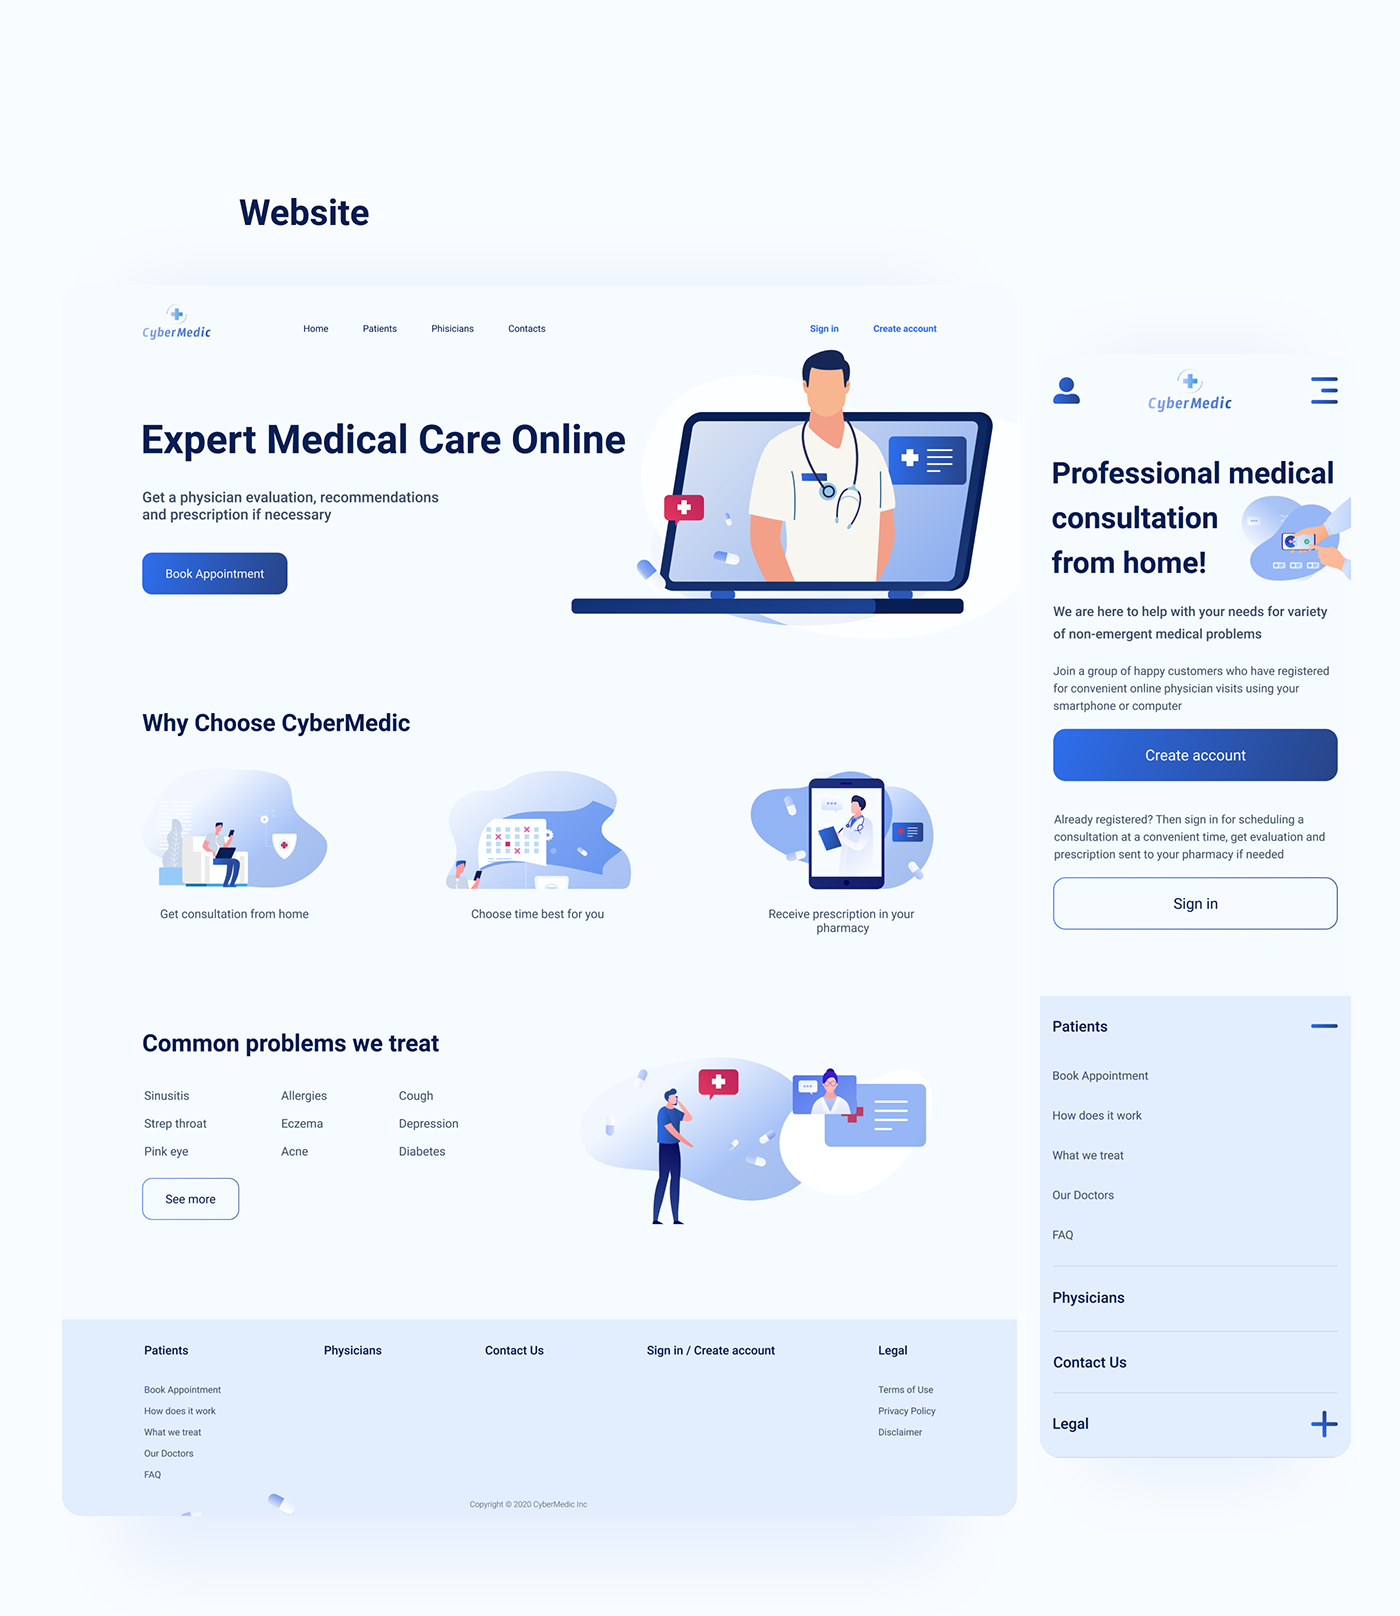 Website
CyberMedic
Home
Patients
Phisicians
Contacts
Sign in
Create account
Expert Medical Care Online
Get a physician evaluation, recommendations
and prescription if necessary
Book Appointment
Why Choose CyberMedic
Get consultation from home
Choose time best for you
Receive prescription in your
pharmacy
Common problems we treat
Sinusitis
Allergies
Cough
Strep throat
Eczema
Depression
Pink eye
Acne
Diabetes
See more
Patients
Book Appointment
How does it work
What we treat
Our Doctors
FAQ
Physicians
Contact Us
Sign in / Create account
Legal
Terms of Use
Privacy Policy
Disclaimer
Copyright © 2020 CyberMedic Inc
CyberMedic
Professional medical
consultation
from home!
We are here to help with your needs for variety
of non-emergent medical problems
Join a group of happy customers who have registered
for convenient online physician visits using your
smartphone or computer
Create account
Already registered? Then sign in for scheduling a
consultation at a convenient time, get evaluation and
prescription sent to your pharmacy if needed
Sign in
Patients
Book Appointment
How does it work
What we treat
Our Doctors
FAQ
Physicians
Contact Us
Legal